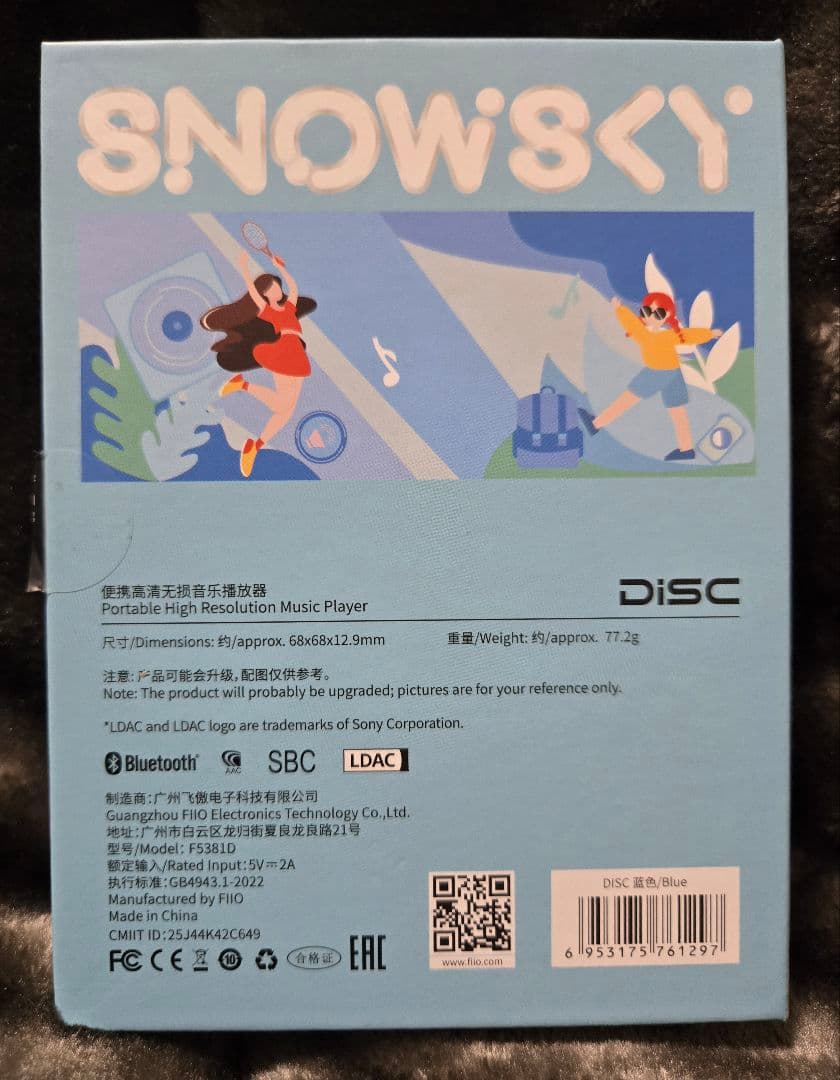 SNOWSKY
便携高清无损音乐播放器
Portable High Resolution Music Player
DiSC
尺寸/Dimensions: 约/approx. 68x68x12.9mm
重量/Weight: 约/approx. 77.2g
注意: 产品可能会升级,配图仅供参考。
Note: The product will probably be upgraded; pictures are for your reference only.
*LDAC and LDAC logo are trademarks of Sony Corporation.
Bluetooth® AAC SBC LDAC
制造商:广州飞傲电子科技有限公司
Guangzhou FIIO Electronics Technology Co.,Ltd.
地址:广州市白云区龙归街夏良龙良路21号
型号/Model: F5381D
额定输入/Rated Input:5V⎓2A
执行标准:GB4943.1-2022
Manufactured by FIIO
Made in China
CMIIT ID:25J44K42C649
FC CE 10 合格证 EAC
www.fiio.com
DISC 蓝色/Blue
6 953175 761297